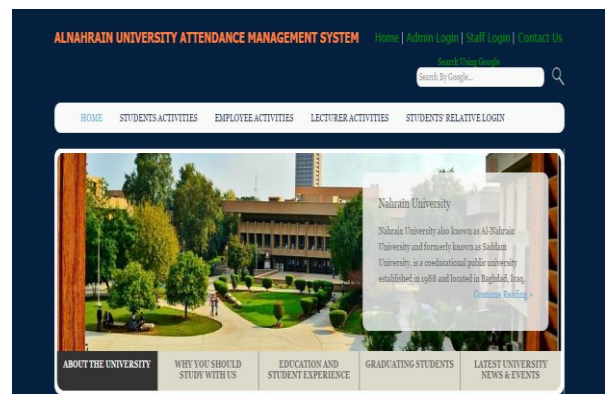 ALNAHRAIN UNIVERSITY ATTENDANCE MANAGEMENT SYSTEM
Home | Admin Login | Staff Login | Contact Us
Search Using Google
Search By Google...
HOME STUDENTS ACTIVITIES EMPLOYEE ACTIVITIES LECTURER ACTIVITIES STUDENTS' RELATIVE LOGIN
Nahrain University
Nahrain University also known as Al-Nahrain
University and formerly known as Saddam
University, is a coeducational public university
established in 1988 and located in Baghdad, Iraq.
Continue Reading »
ABOUT THE UNIVERSITY
WHY YOU SHOULD
STUDY WITH US
EDUCATION AND
STUDENT EXPERIENCE
GRADUATING STUDENTS
LATEST UNIVERSITY
NEWS & EVENTS